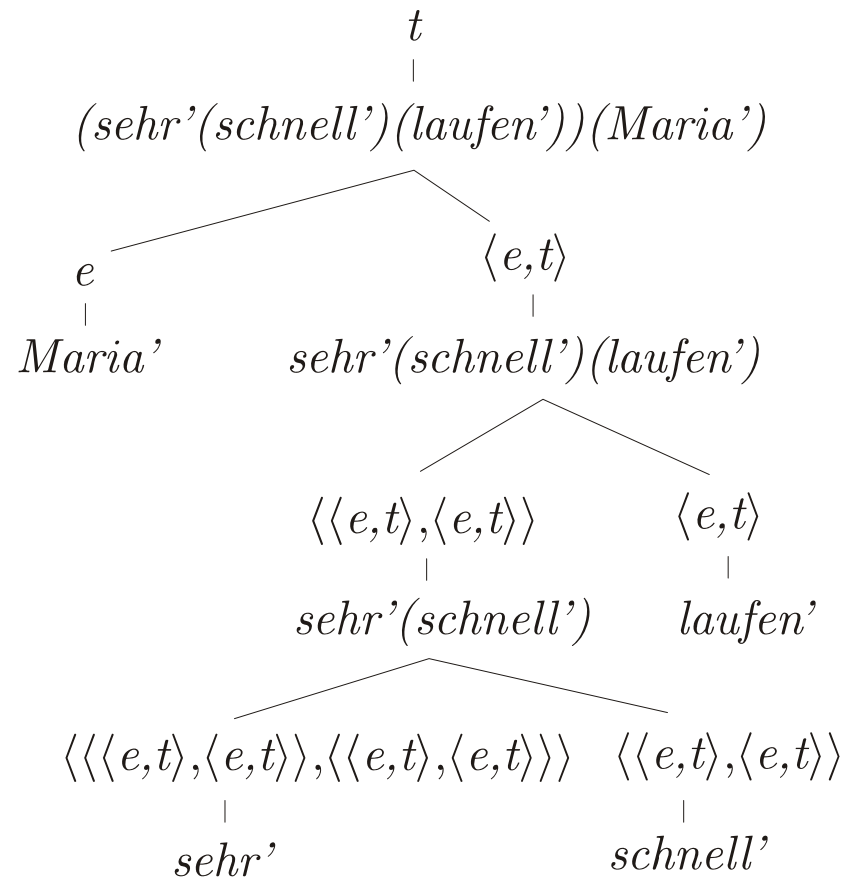 t
(sehr’(schnell’)(laufen’))(Maria’)
e
⟨e,t⟩
Maria’
sehr’(schnell’)(laufen’)
⟨⟨e,t⟩,⟨e,t⟩⟩
⟨e,t⟩
sehr’(schnell’)
laufen’
⟨⟨⟨e,t⟩,⟨e,t⟩⟩,⟨⟨e,t⟩,⟨e,t⟩⟩⟩
⟨⟨e,t⟩,⟨e,t⟩⟩
sehr’
schnell’